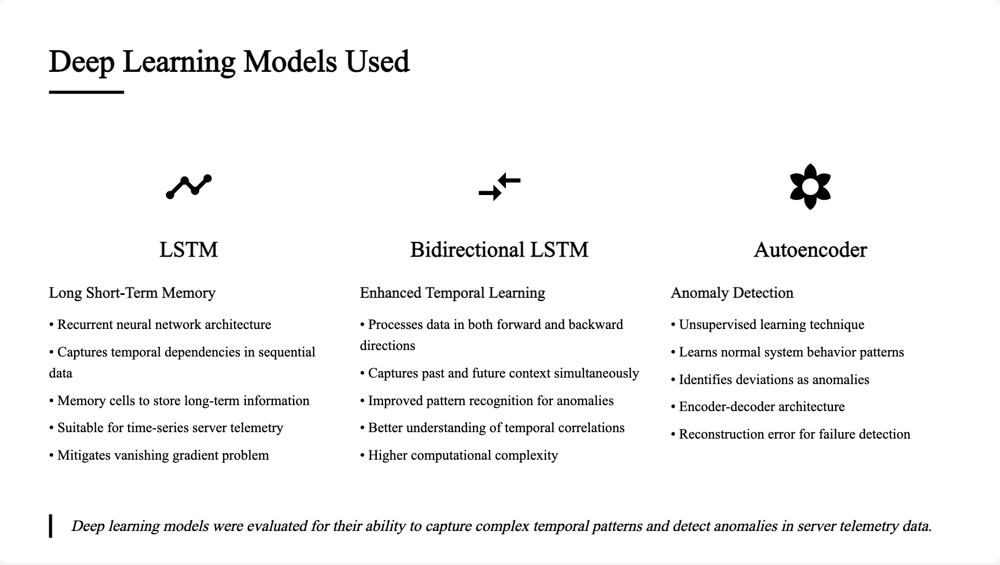 Deep Learning Models Used
LSTM
Long Short-Term Memory
• Recurrent neural network architecture
• Captures temporal dependencies in sequential
data
• Memory cells to store long-term information
• Suitable for time-series server telemetry
• Mitigates vanishing gradient problem
Bidirectional LSTM
Enhanced Temporal Learning
• Processes data in both forward and backward
directions
• Captures past and future context simultaneously
• Improved pattern recognition for anomalies
• Better understanding of temporal correlations
• Higher computational complexity
Autoencoder
Anomaly Detection
• Unsupervised learning technique
• Learns normal system behavior patterns
• Identifies deviations as anomalies
• Encoder-decoder architecture
• Reconstruction error for failure detection
Deep learning models were evaluated for their ability to capture complex temporal patterns and detect anomalies in server telemetry data.